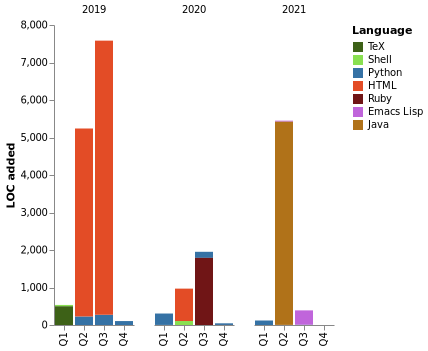 2019 2020 2021
Language
TeX
Shell
Python
HTML
Ruby
Emacs Lisp
Java
LOC added
8,000
7,000
6,000
5,000
4,000
3,000
2,000
1,000
0
Q1 Q2 Q3 Q4 Q1 Q2 Q3 Q4 Q1 Q2 Q3 Q4